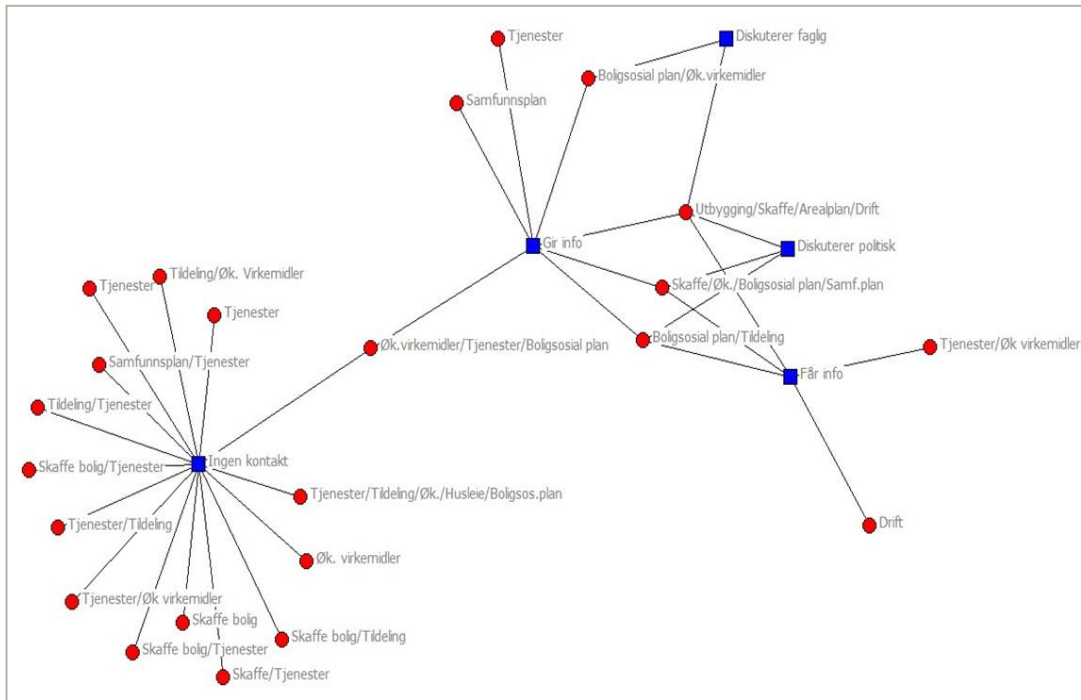 Tjenester
Diskuterer faglig
Boligsosial plan/Øk.virkemidler
Samfunnsplan
Utbygging/Skaffe/Arealplan/Drift
Gir info
Diskuterer politisk
Tildeling/Øk. Virkemidler
Tjenester
Skaffe/Øk./Boligsosial plan/Samf.plan
Tjenester
Boligsosial plan/Tildeling
Øk.virkemidler/Tjenester/Boligsosial plan
Tjenester/Øk virkemidler
Samfunnsplan/Tjenester
Får info
Tildeling/Tjenester
Ingen kontakt
Skaffe bolig/Tjenester
Tjenester/Tildeling/Øk./Husleie/Boligsos.plan
Tjenester/Tildeling
Drift
Øk. virkemidler
Tjenester/Øk virkemidler
Skaffe bolig
Skaffe bolig/Tildeling
Skaffe bolig/Tjenester
Skaffe/Tjenester